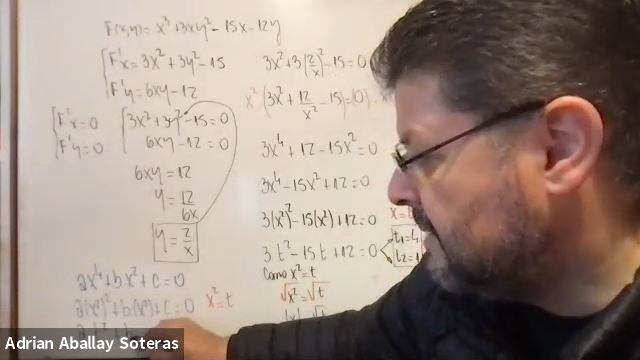 F(x,y)= x³+3xy²-15x-12y
F'x=3x²+3y²-15
F'y=6xy-12
F'x=0
F'y=0
3x²+3y²-15=0
6xy-12=0
6xy=12
y=12/6x
y=2/x
ax⁴+bx²+c=0
a(x²)²+b(x²)+c=0
x²=t
3x²+3(2/x)²-15=0
x²(3x²+12/x²-15)=(0)
3x⁴+12-15x²=0
3x⁴-15x²+12=0
3(x²)²-15(x²)+12=0
3t²-15t+12=0
t₁=4
t₂=1
Como x²=t
√x²=√t
Adrian Aballay Soteras